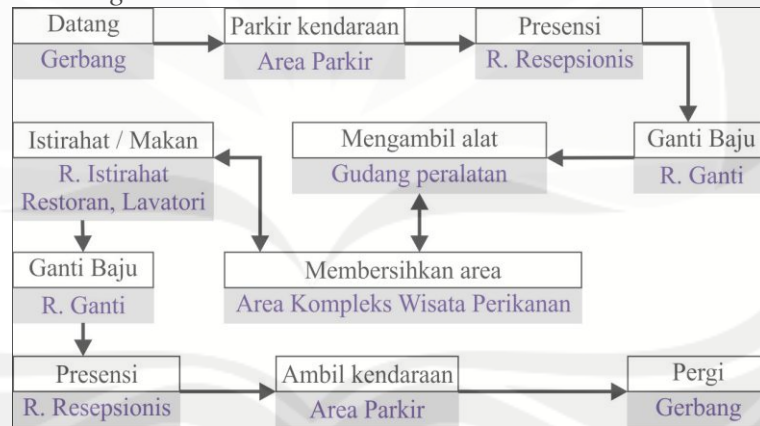 Datang
Gerbang
Parkir kendaraan
Area Parkir
Presensi
R. Resepsionis
Ganti Baju
R. Ganti
Mengambil alat
Gudang peralatan
Membersihkan area
Area Kompleks Wisata Perikanan
Istirahat / Makan
R. Istirahat
Restoran, Lavatori
Ganti Baju
R. Ganti
Presensi
R. Resepsionis
Ambil kendaraan
Area Parkir
Pergi
Gerbang